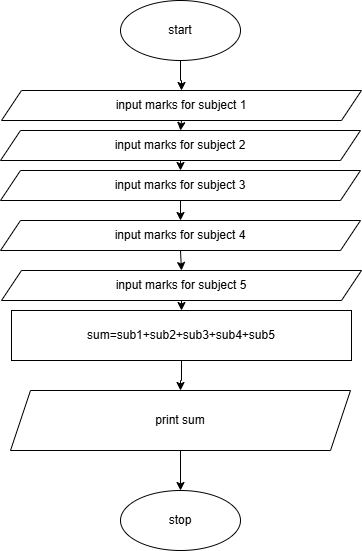 start
input marks for subject 1
input marks for subject 2
input marks for subject 3
input marks for subject 4
input marks for subject 5
sum=sub1+sub2+sub3+sub4+sub5
print sum
stop